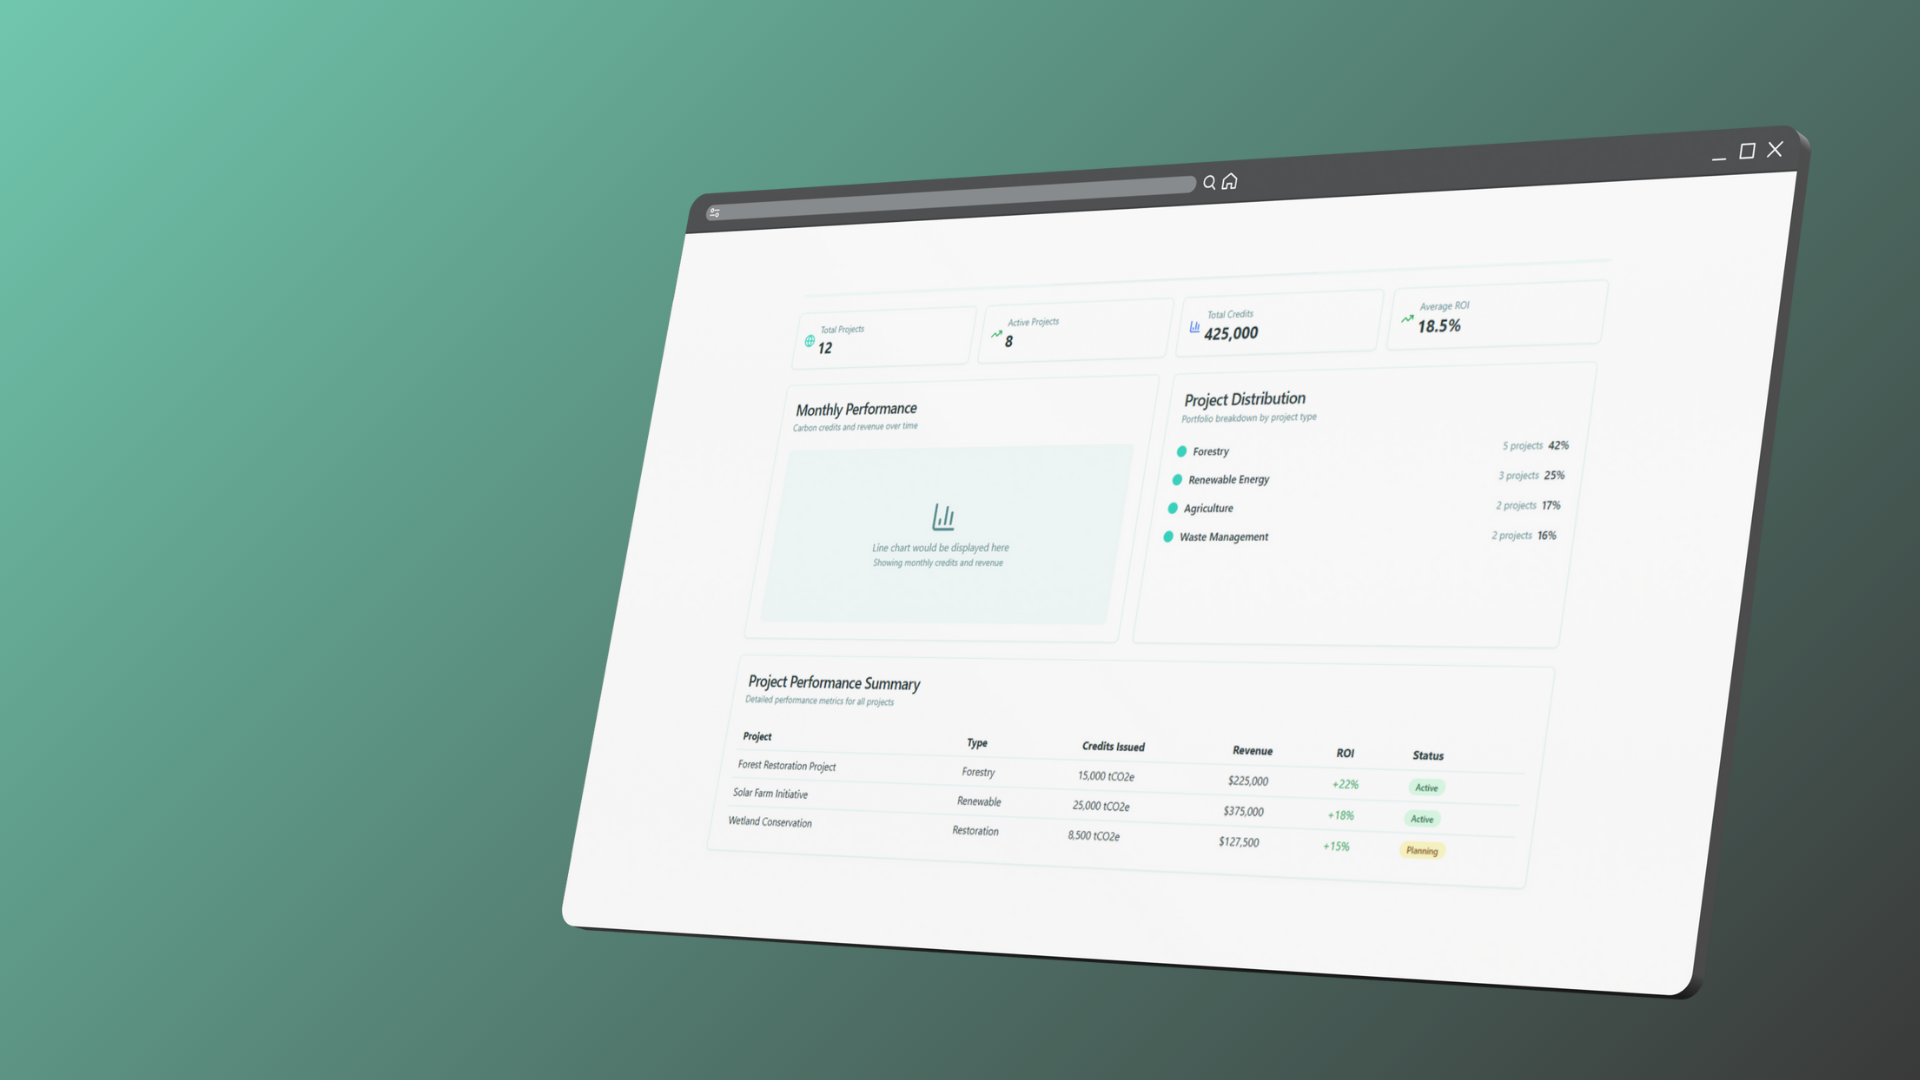 Total Projects
12
Active Projects
8
Total Credits
425,000
Average ROI
18.5%
Monthly Performance
Carbon credits and revenue over time
Line chart would be displayed here
Showing monthly credits and revenue
Project Distribution
Portfolio breakdown by project type
Forestry 5 projects 42%
Renewable Energy 3 projects 25%
Agriculture 2 projects 17%
Waste Management 2 projects 16%
Project Performance Summary
Detailed performance metrics for all projects
Project Type Credits Issued Revenue ROI Status
Forest Restoration Project Forestry 15,000 tCO2e $225,000 +22% Active
Solar Farm Initiative Renewable 25,000 tCO2e $375,000 +18% Active
Wetland Conservation Restoration 8,500 tCO2e $127,500 +15% Planning